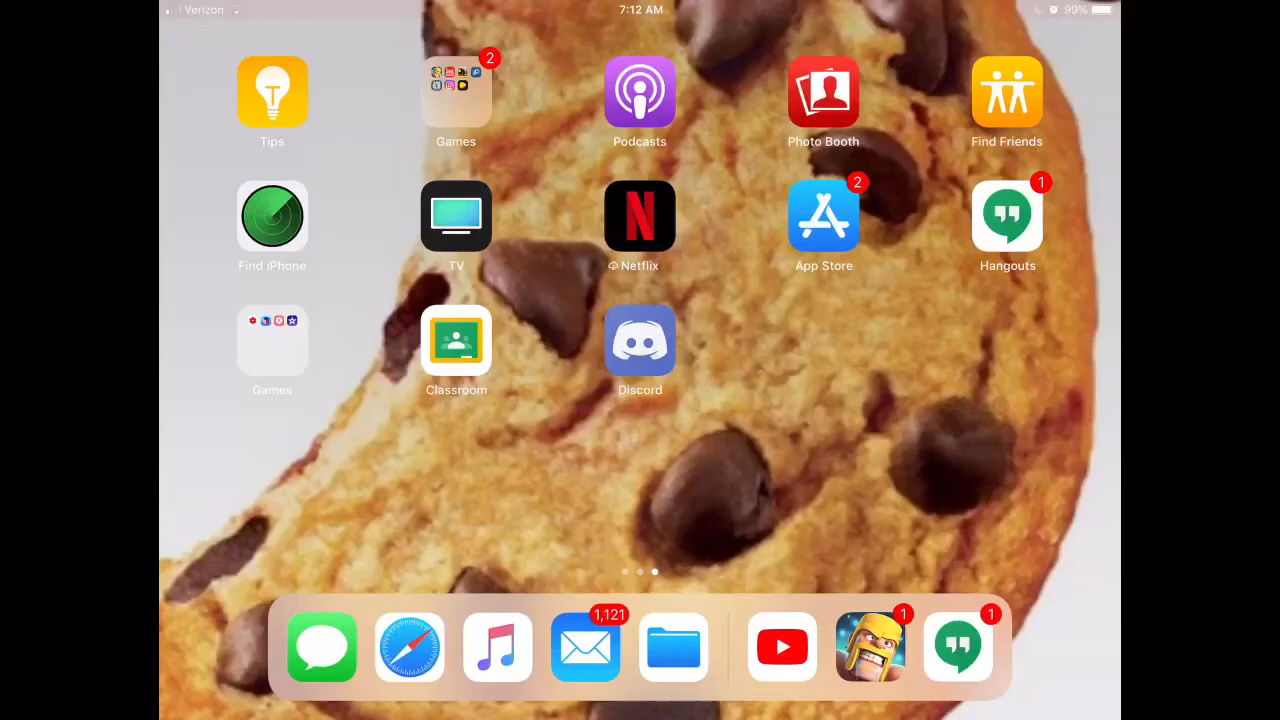 Verizon 7:12 AM 99%
2
Tips Games Podcasts Photo Booth Find Friends
2 1
Find iPhone TV Netflix App Store Hangouts
Games Classroom Discord
1,121 1 1